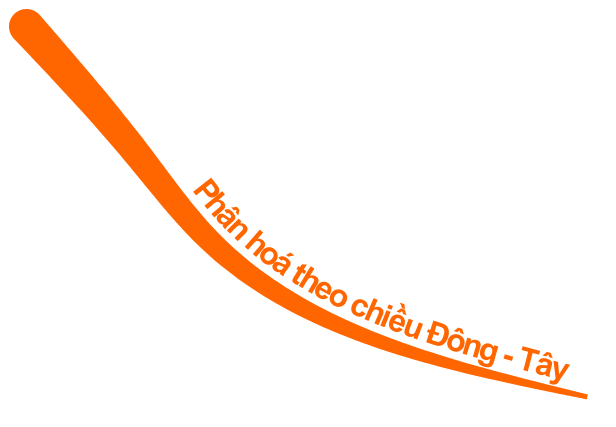 Phân hoá theo chiều Đông - Tây